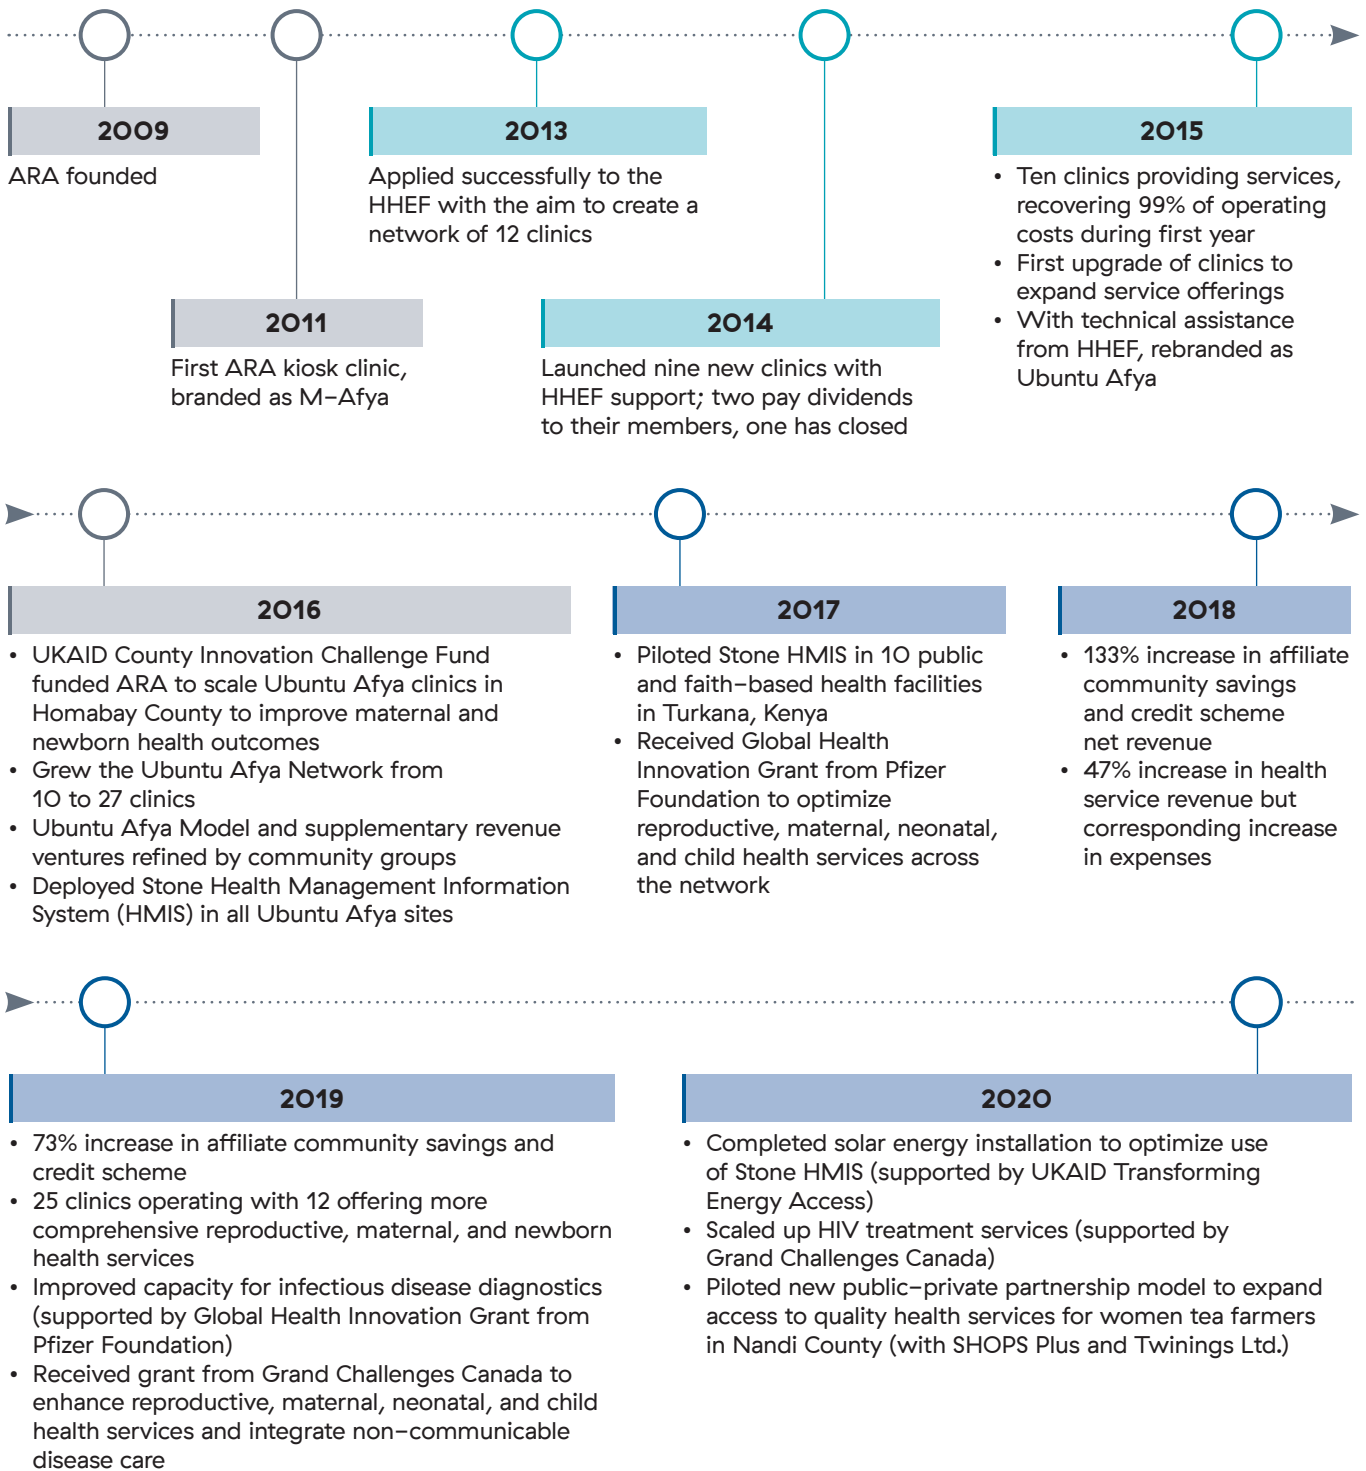 2009
ARA founded
2011
First ARA kiosk clinic,
branded as M-Afya
2013
Applied successfully to the
HHEF with the aim to create a
network of 12 clinics
2014
Launched nine new clinics with
HHEF support; two pay dividends
to their members, one has closed
2015
• Ten clinics providing services,
recovering 99% of operating
costs during first year
• First upgrade of clinics to
expand service offerings
• With technical assistance
from HHEF, rebranded as
Ubuntu Afya
2016
• UKAID County Innovation Challenge Fund
funded ARA to scale Ubuntu Afya clinics in
Homabay County to improve maternal and
newborn health outcomes
• Grew the Ubuntu Afya Network from
10 to 27 clinics
• Ubuntu Afya Model and supplementary revenue
ventures refined by community groups
• Deployed Stone Health Management Information
System (HMIS) in all Ubuntu Afya sites
2017
• Piloted Stone HMIS in 10 public
and faith-based health facilities
in Turkana, Kenya
• Received Global Health
Innovation Grant from Pfizer
Foundation to optimize
reproductive, maternal, neonatal,
and child health services across
the network
2018
• 133% increase in affiliate
community savings
and credit scheme
net revenue
• 47% increase in health
service revenue but
corresponding increase
in expenses
2019
• 73% increase in affiliate community savings and
credit scheme
• 25 clinics operating with 12 offering more
comprehensive reproductive, maternal, and newborn
health services
• Improved capacity for infectious disease diagnostics
(supported by Global Health Innovation Grant from
Pfizer Foundation)
• Received grant from Grand Challenges Canada to
enhance reproductive, maternal, neonatal, and child
health services and integrate non-communicable
disease care
2020
• Completed solar energy installation to optimize use
of Stone HMIS (supported by UKAID Transforming
Energy Access)
• Scaled up HIV treatment services (supported by
Grand Challenges Canada)
• Piloted new public-private partnership model to expand
access to quality health services for women tea farmers
in Nandi County (with SHOPS Plus and Twinings Ltd.)